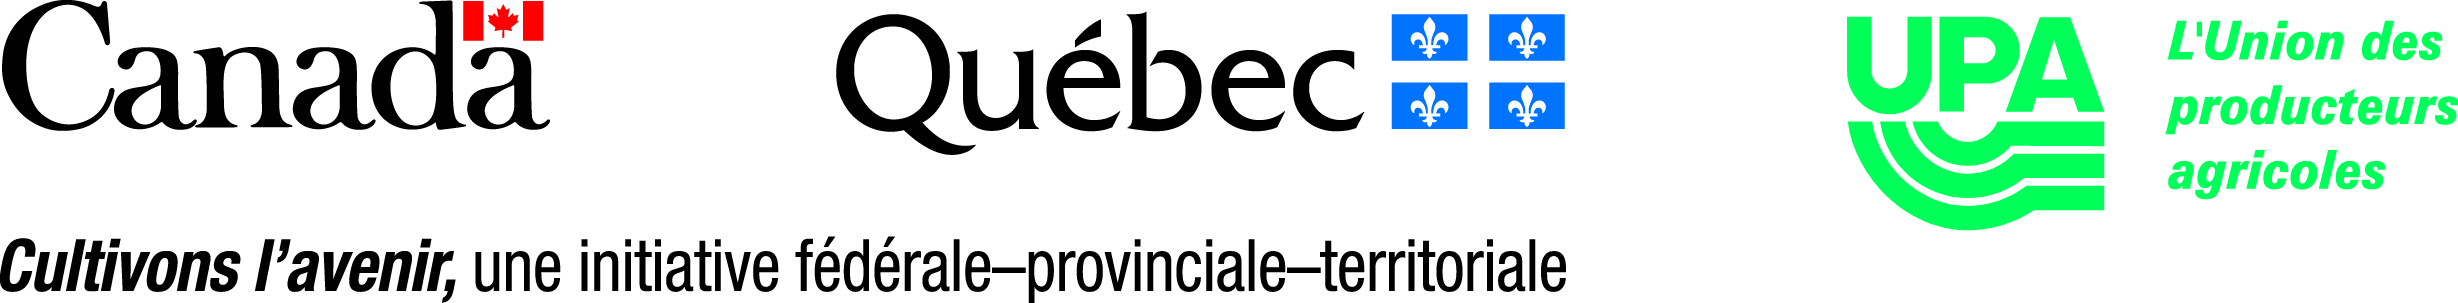 Canada
Québec
UPA
L'Union des
producteurs
agricoles
Cultivons l’avenir, une initiative fédérale–provinciale–territoriale